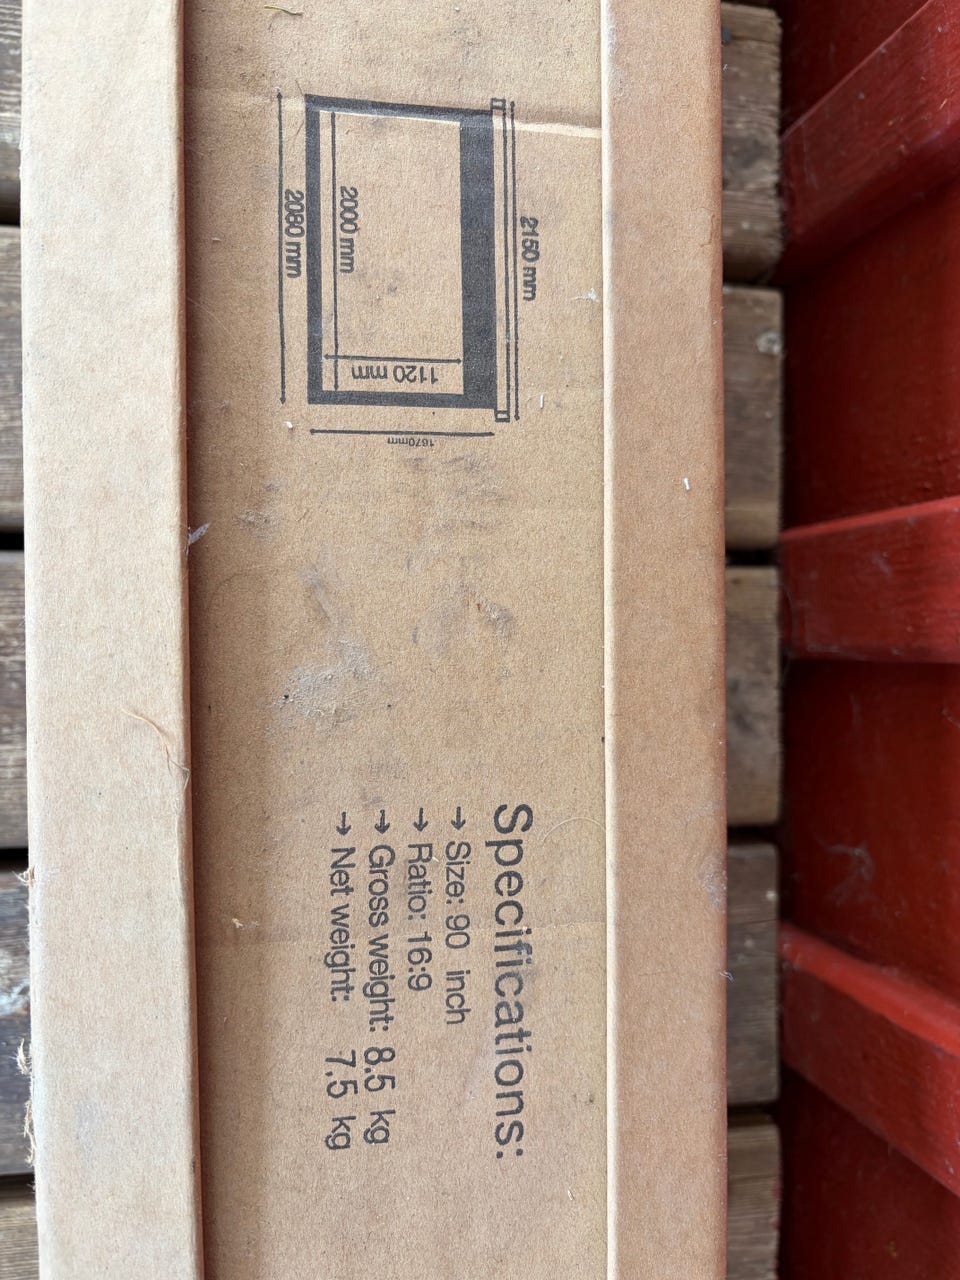 2150 mm
1120 mm
1670mm
2000 mm
2080 mm
Specifications:
→ Size: 90 inch
→ Ratio: 16:9
→ Gross weight: 8.5 kg
→ Net weight: 7.5 kg